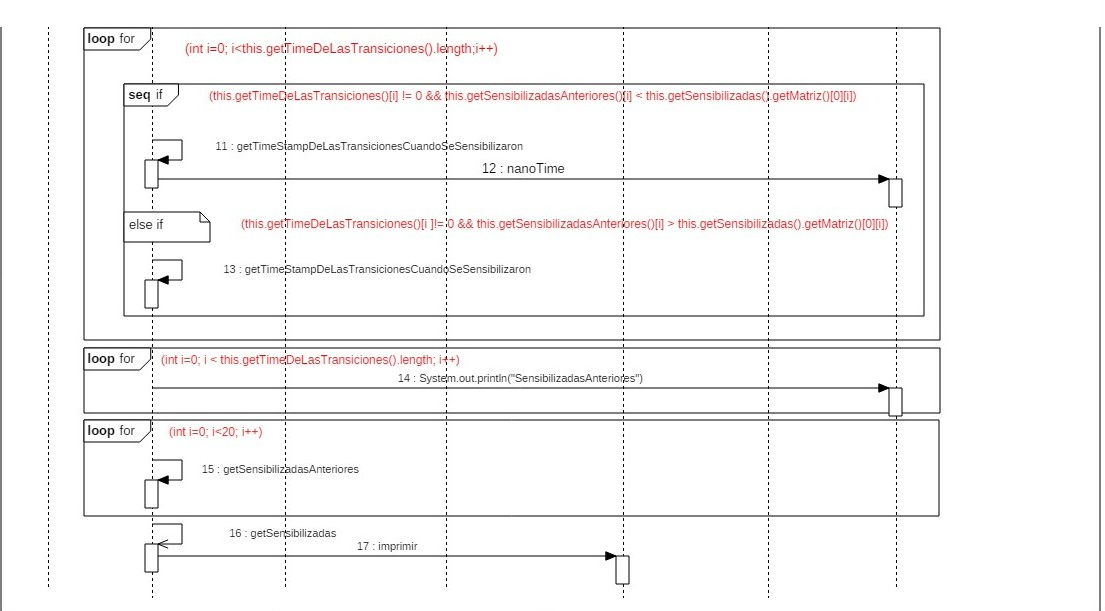 loop for
(int i=0; i<this.getTimeDeLasTransiciones().length;i++)
seq if
(this.getTimeDeLasTransiciones()[i] != 0 && this.getSensibilizadasAnteriores()[i] < this.getSensibilizadas().getMatriz()[0][i])
11 : getTimeStampDeLasTransicionesCuandoSeSensibilizaron
12 : nanoTime
else if
(this.getTimeDeLasTransiciones()[i ]!= 0 && this.getSensibilizadasAnteriores()[i] > this.getSensibilizadas().getMatriz()[0][i])
13 : getTimeStampDeLasTransicionesCuandoSeSensibilizaron
loop for
(int i=0; i < this.getTimeDeLasTransiciones().length; i++)
14 : System.out.println("SensibilizadasAnteriores")
loop for
(int i=0; i<20; i++)
15 : getSensibilizadasAnteriores
16 : getSensibilizadas
17 : imprimir